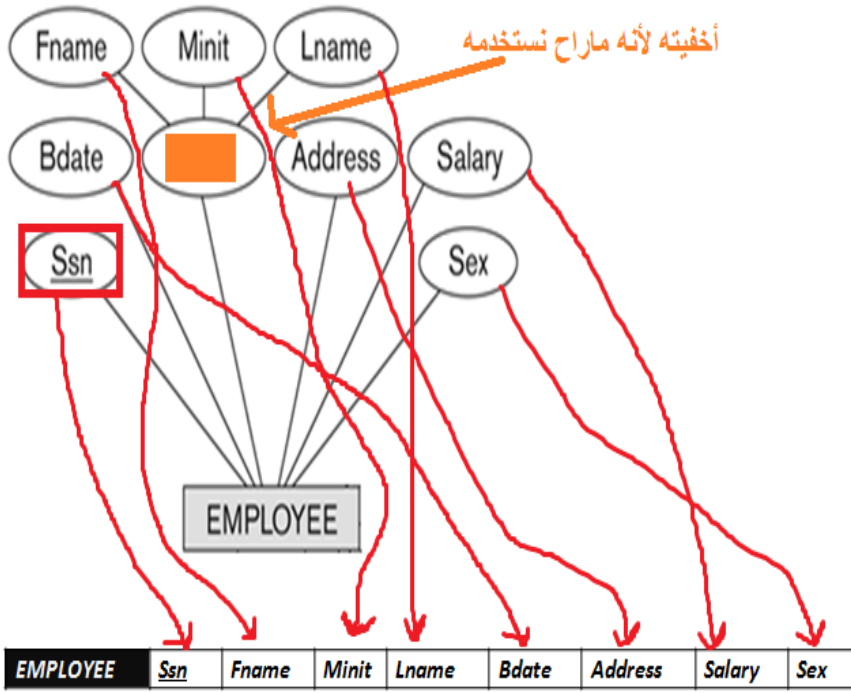 Fname Minit Lname
أخفيته لأنه ماراح نستخدمه
Bdate Address Salary
Ssn Sex
EMPLOYEE
EMPLOYEE Ssn Fname Minit Lname Bdate Address Salary Sex